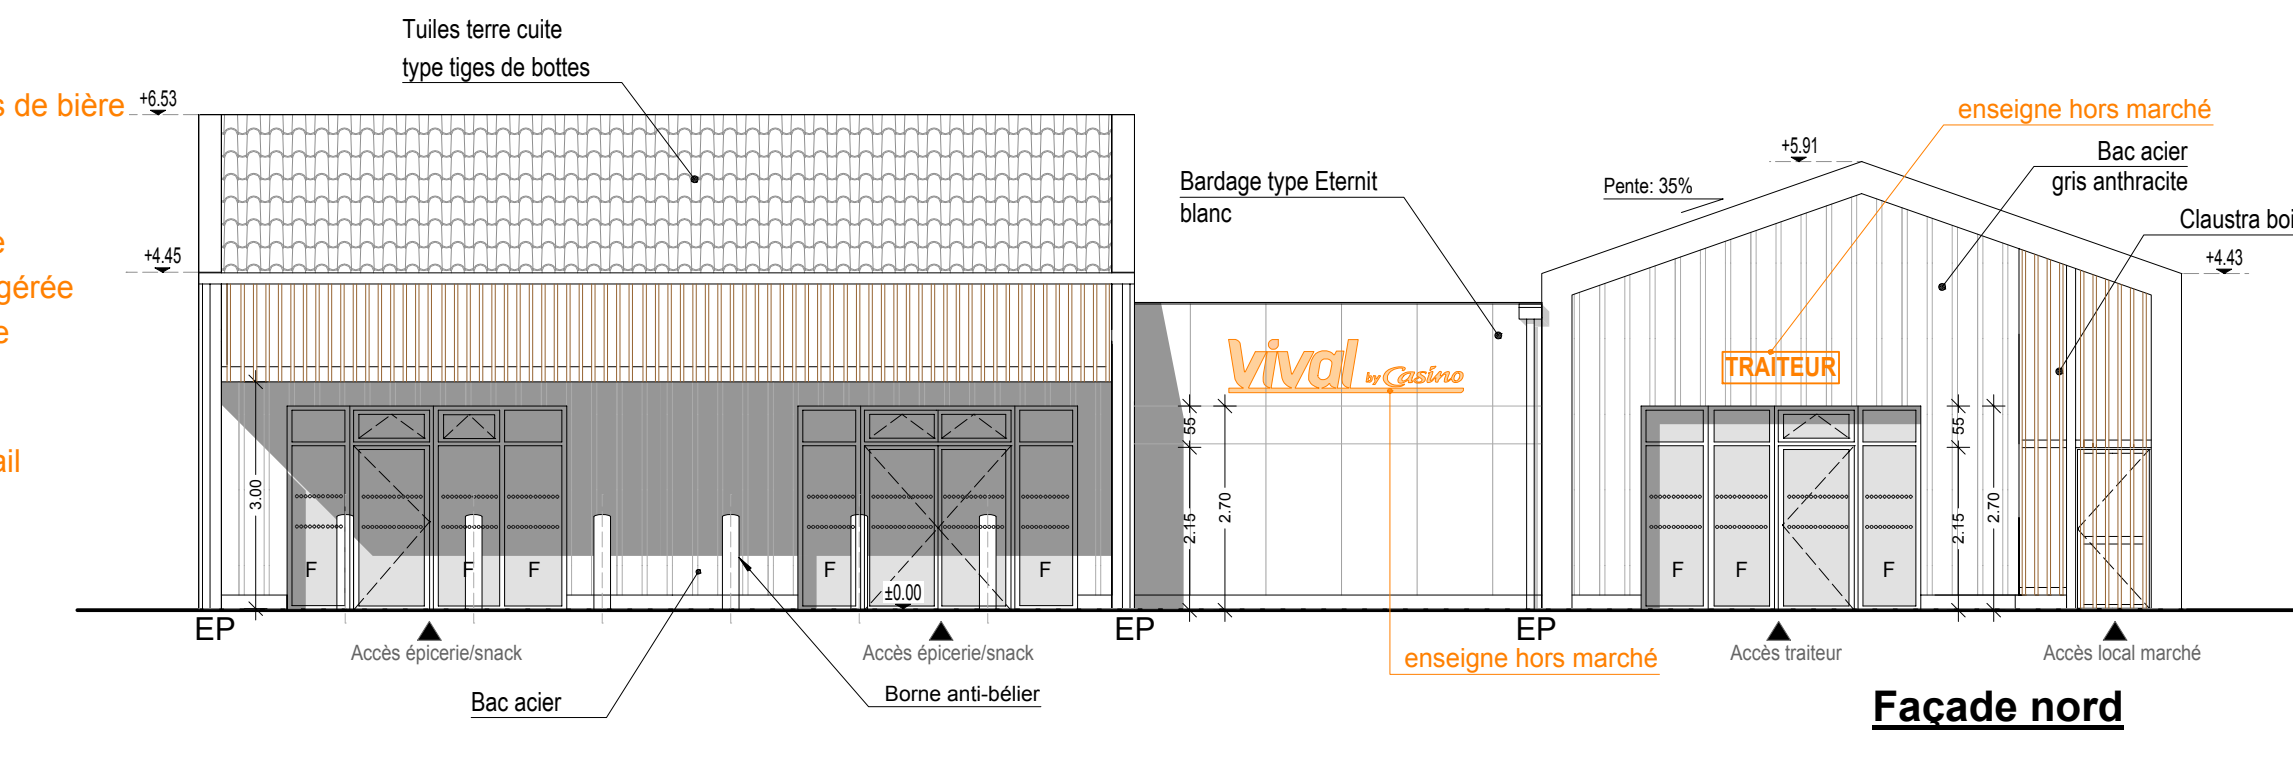 Tuiles terre cuite
type tiges de bottes
s de bière
+6.53
enseigne hors marché
+5.91
Bac acier
gris anthracite
Pente: 35%
Bardage type Eternit
blanc
Claustra boi
+4.45
+4.43
e
gérée
e
ail
vival by Casino
TRAITEUR
3.00
55
2.15
2.70
55
2.15
2.70
F
F
F
F
F
F
F
F
±0.00
EP
EP
EP
Accès épicerie/snack
Accès épicerie/snack
enseigne hors marché
Accès traiteur
Accès local marché
Bac acier
Borne anti-bélier
Façade nord